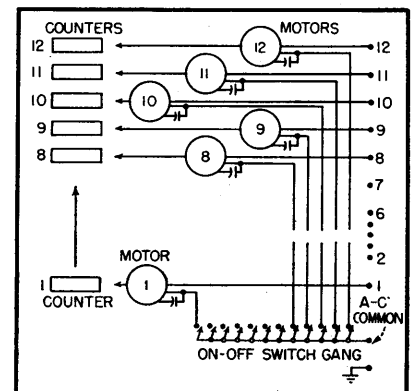 COUNTERS MOTORS
12 12 12
11 11 11
10 10 10
9 9 9
8 8 8
7
6
2
MOTOR
1 1 1
COUNTER A-C
COMMON
ON-OFF SWITCH GANG